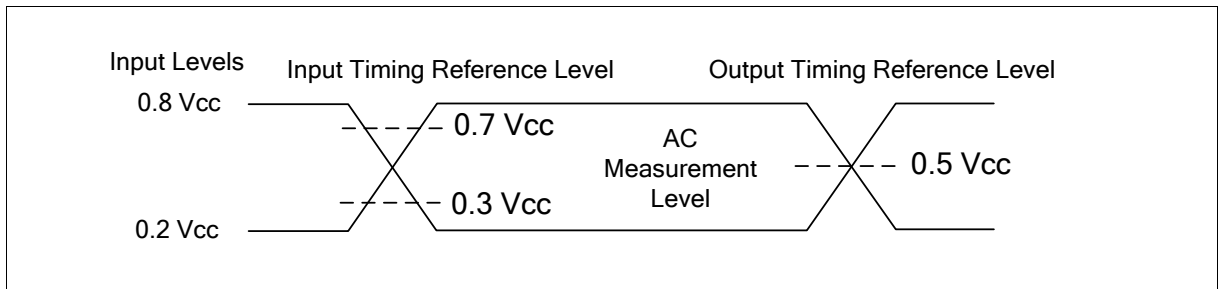 Input Levels
Input Timing Reference Level
Output Timing Reference Level
0.8 Vcc
0.7 Vcc
AC
Measurement
Level
0.5 Vcc
0.3 Vcc
0.2 Vcc